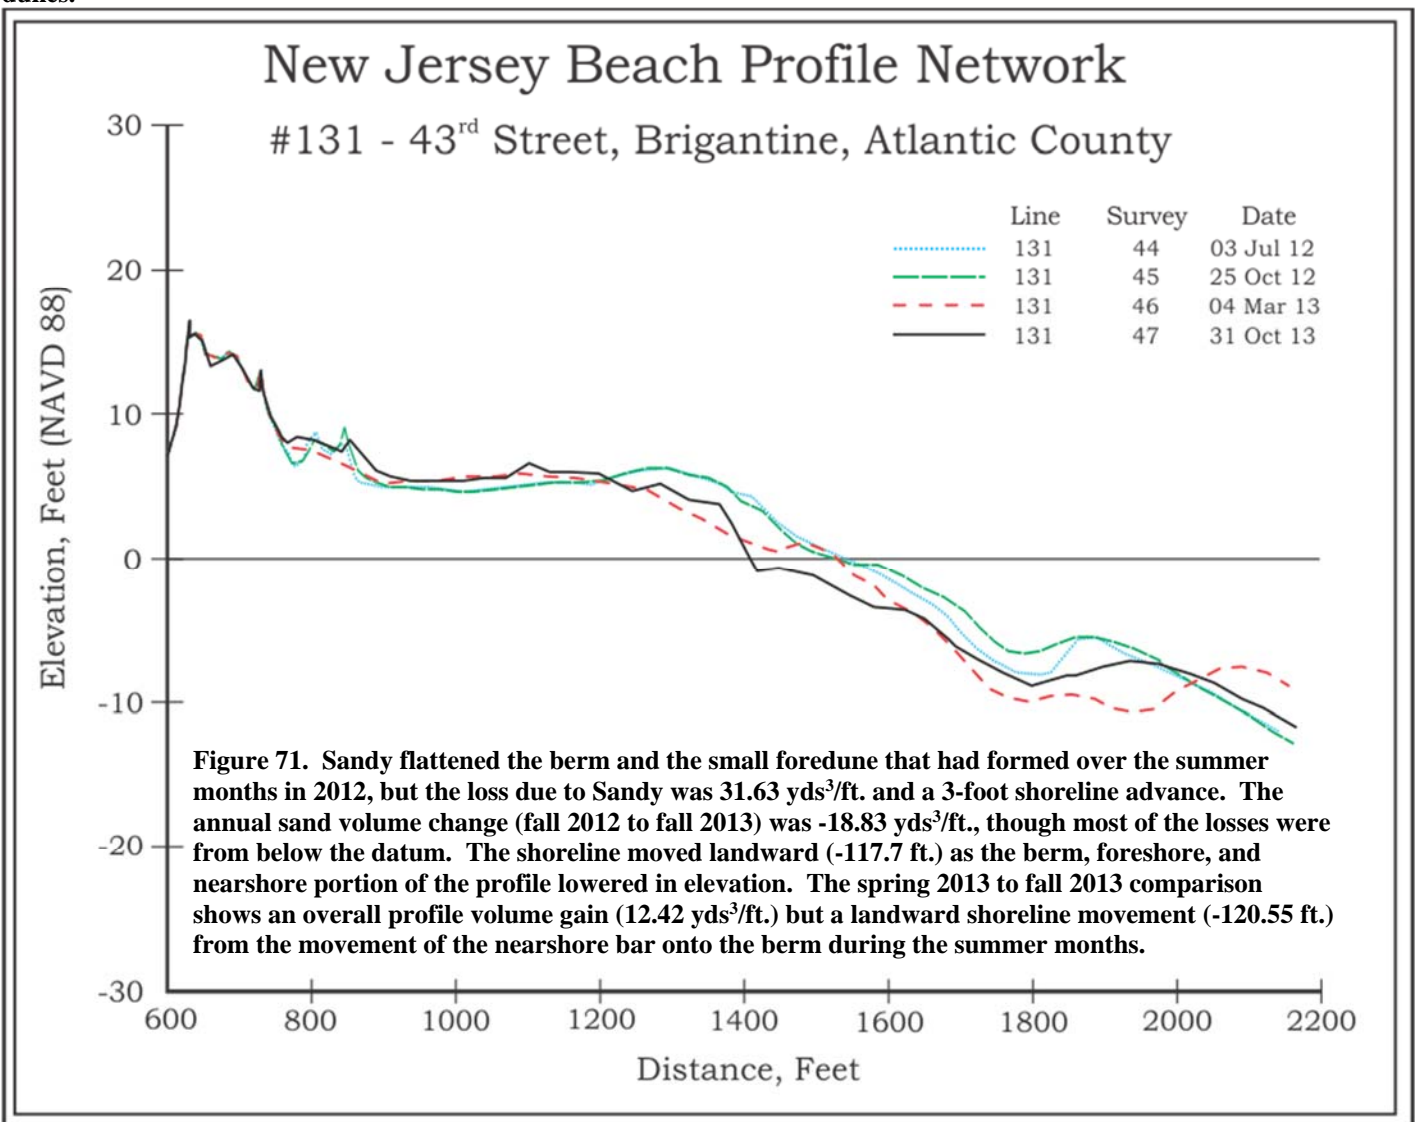 dunes.
New Jersey Beach Profile Network
#131 - 43rd Street, Brigantine, Atlantic County
Line Survey Date
131 44 03 Jul 12
131 45 25 Oct 12
131 46 04 Mar 13
131 47 31 Oct 13
Elevation, Feet (NAVD 88)
30
20
10
0
-10
-20
-30
Figure 71. Sandy flattened the berm and the small foredune that had formed over the summer
months in 2012, but the loss due to Sandy was 31.63 yds³/ft. and a 3-foot shoreline advance. The
annual sand volume change (fall 2012 to fall 2013) was -18.83 yds³/ft., though most of the losses were
from below the datum. The shoreline moved landward (-117.7 ft.) as the berm, foreshore, and
nearshore portion of the profile lowered in elevation. The spring 2013 to fall 2013 comparison
shows an overall profile volume gain (12.42 yds³/ft.) but a landward shoreline movement (-120.55 ft.)
from the movement of the nearshore bar onto the berm during the summer months.
600 800 1000 1200 1400 1600 1800 2000 2200
Distance, Feet